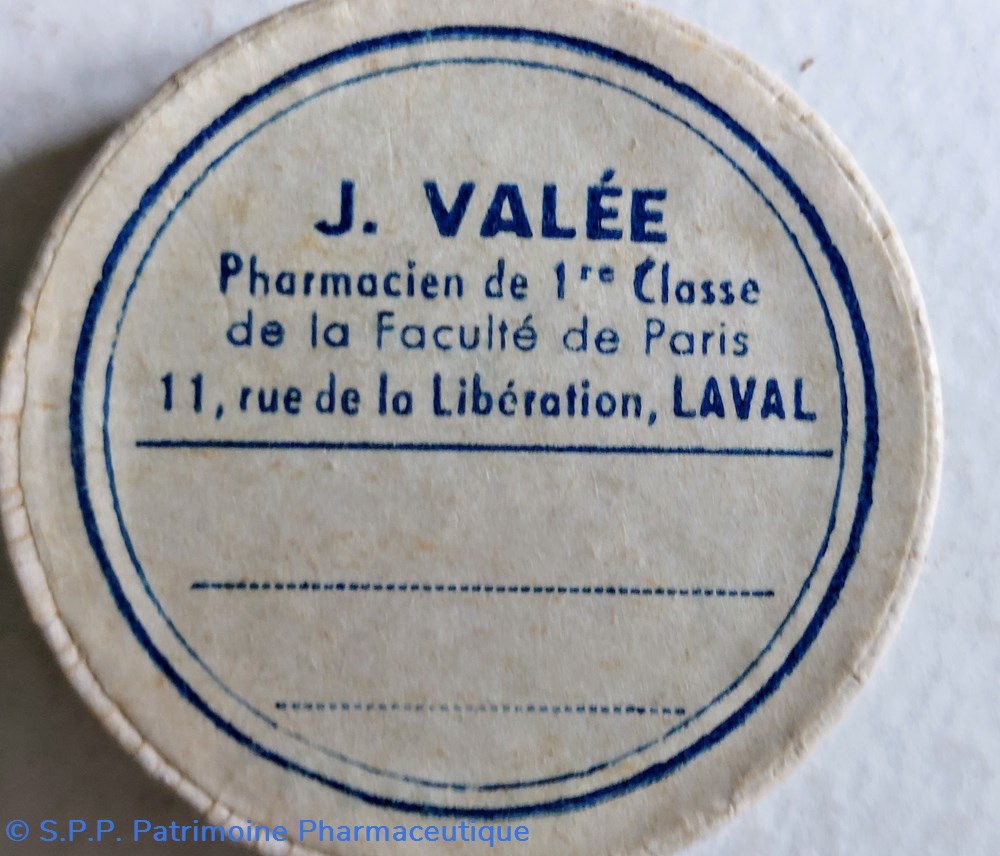 J. VALÉE
Pharmacien de 1re Classe
de la Faculté de Paris
11, rue de la Libération, LAVAL
© S.P.P. Patrimoine Pharmaceutique